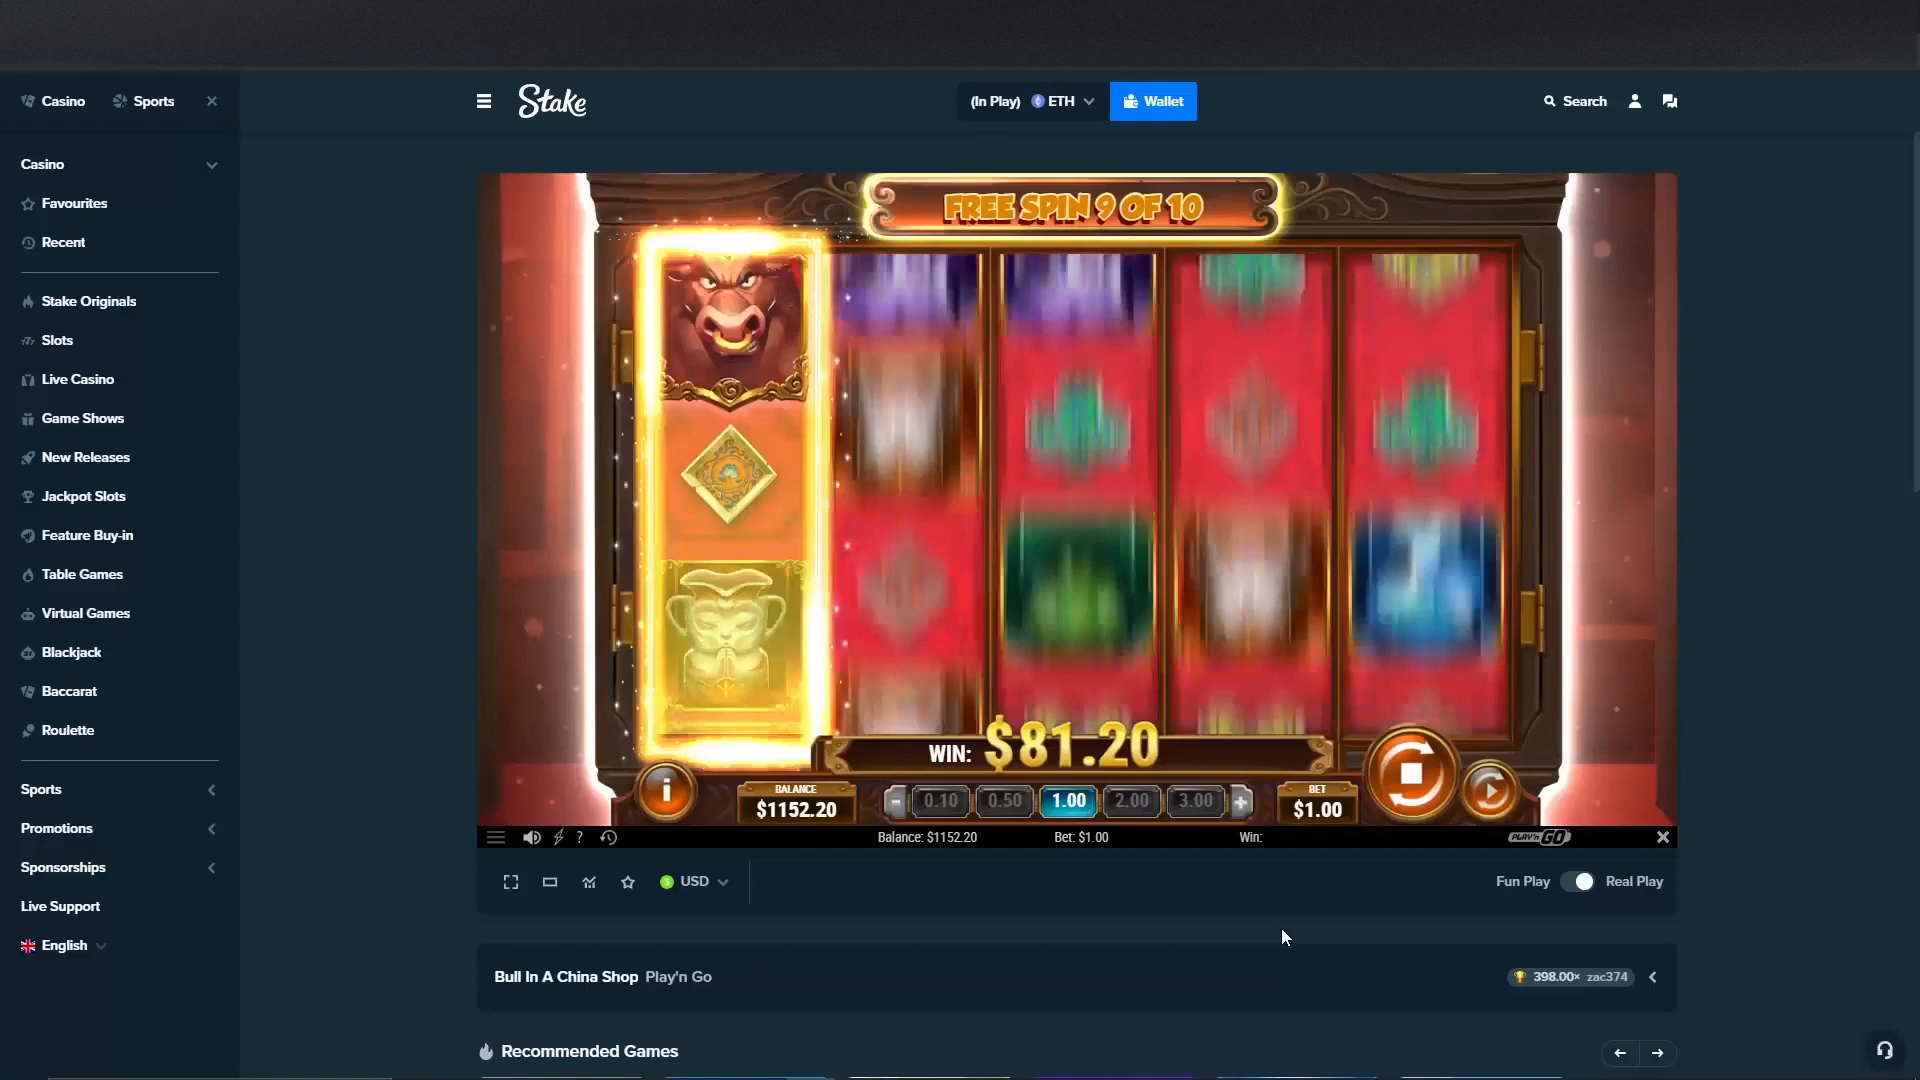 Casino
Sports
Stake
(In Play) ETH
Wallet
Search
Casino
Favourites
Recent
Stake Originals
Slots
Live Casino
Game Shows
New Releases
Jackpot Slots
Feature Buy-in
Table Games
Virtual Games
Blackjack
Baccarat
Roulette
Sports
Promotions
Sponsorships
Live Support
English
FREE SPIN 9 OF 10
WIN: $81.20
i
BALANCE
$1152.20
- 0.10 0.50 1.00 2.00 3.00 +
BET
$1.00
? Balance: $1152.20 Bet: $1.00 Win: PLAY'n GO
USD
Fun Play Real Play
Bull In A China Shop Play'n Go
398.00× zac374
Recommended Games